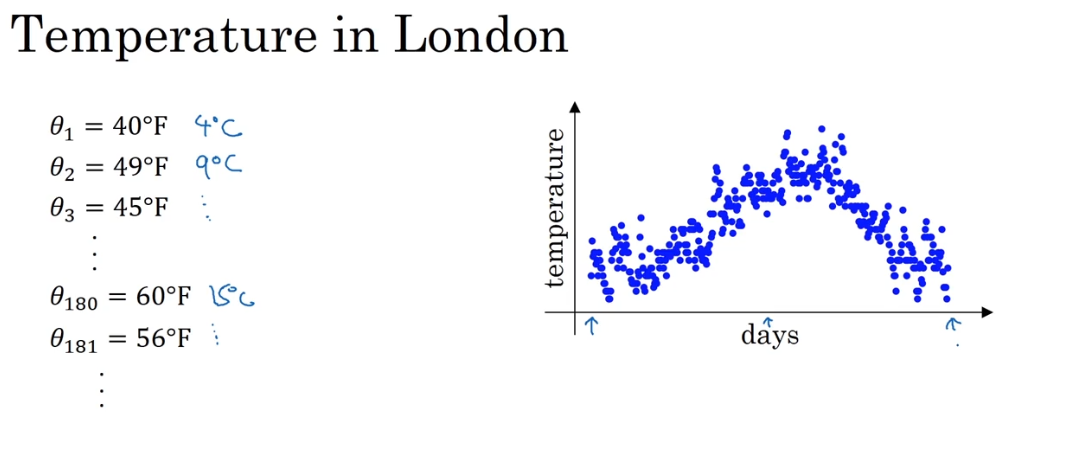 Temperature in London
θ₁ = 40°F 4°C
θ₂ = 49°F 9°C
θ₃ = 45°F ⋮
⋮
θ₁₈₀ = 60°F 15°C
θ₁₈₁ = 56°F ⋮
⋮
temperature
days